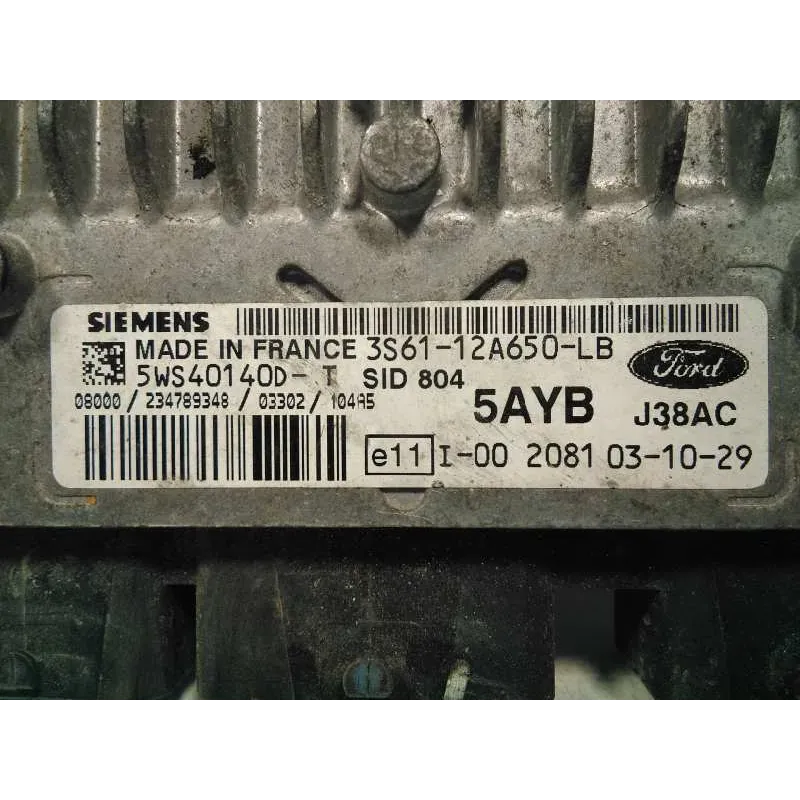 SIEMENS
MADE IN FRANCE 3S61-12A650-LB
5WS40140D-T SID 804
Ford
08000/234789348/03302/10495
5AYB J38AC
e11 I-00 2081 03-10-29